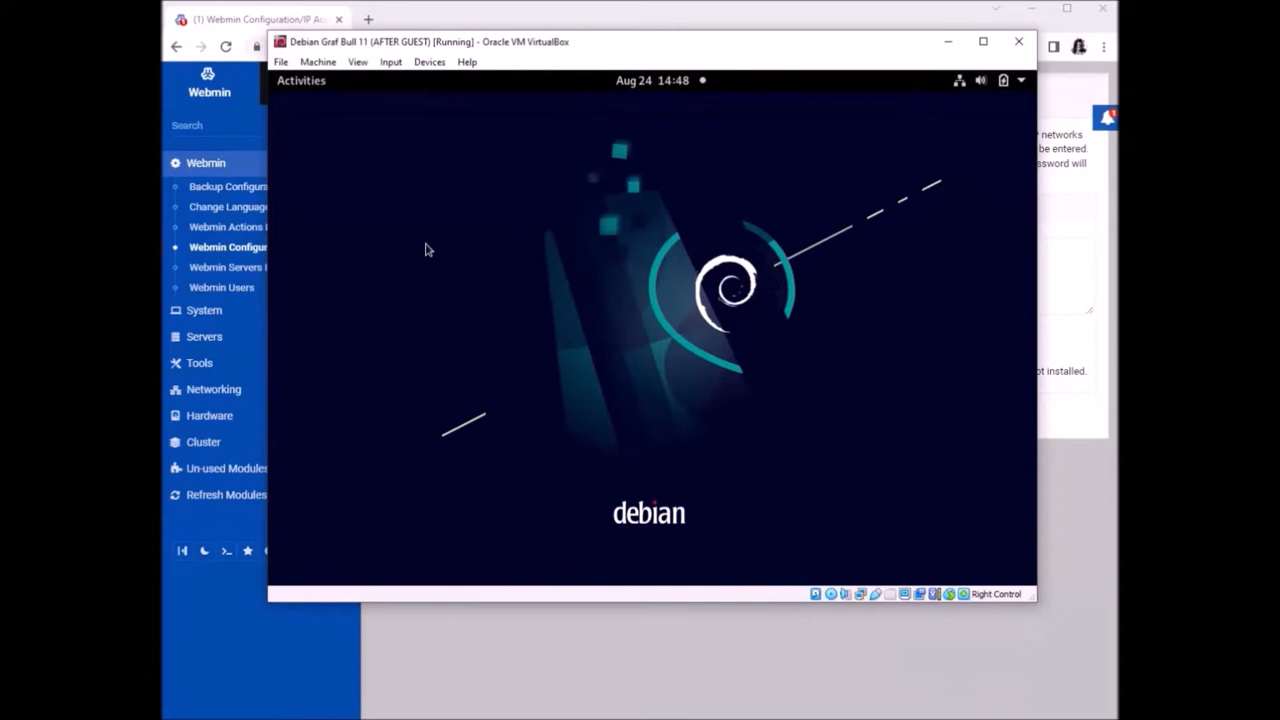 (1) Webmin Configuration/IP Ac
Debian Graf Bull 11 (AFTER GUEST) [Running] - Oracle VM VirtualBox
File Machine View Input Devices Help
Activities
Aug 24 14:48
Webmin
Search
Webmin
Backup Configura
Change Language
Webmin Actions
Webmin Configur
Webmin Servers I
Webmin Users
System
Servers
Tools
Networking
Hardware
Cluster
Un-used Modules
Refresh Modules
networks
be entered.
ssword will
ot installed.
debian
Right Control